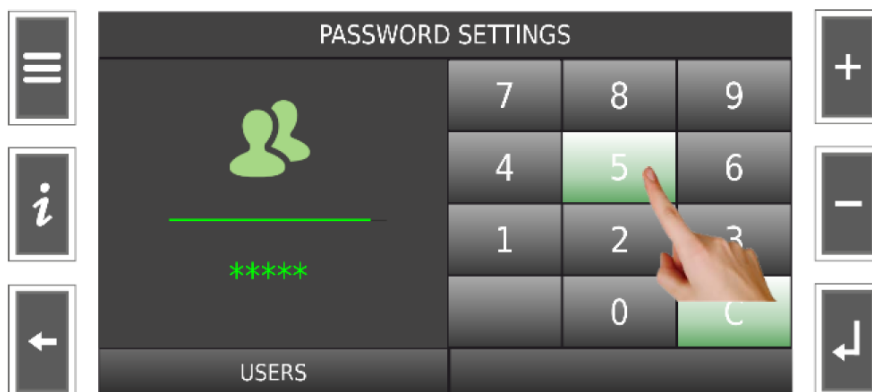 PASSWORD SETTINGS
7 8 9 +
4 5 6
i
1 2 3 −
*****
0 C
USERS